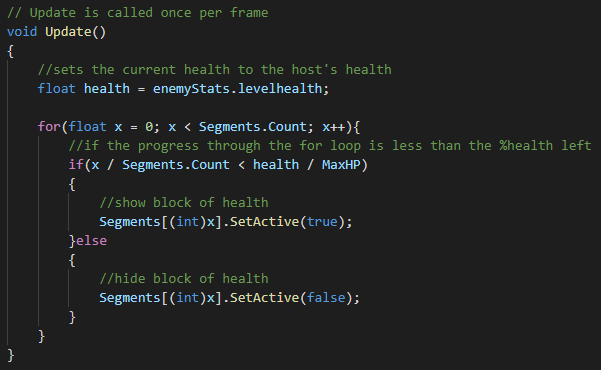 // Update is called once per frame
void Update()
{
    //sets the current health to the host's health
    float health = enemyStats.levelhealth;

    for(float x = 0; x < Segments.Count; x++){
        //if the progress through the for loop is less than the %health left
        if(x / Segments.Count < health / MaxHP)
        {
            //show block of health
            Segments[(int)x].SetActive(true);
        }else
        {
            //hide block of health
            Segments[(int)x].SetActive(false);
        }
    }
}